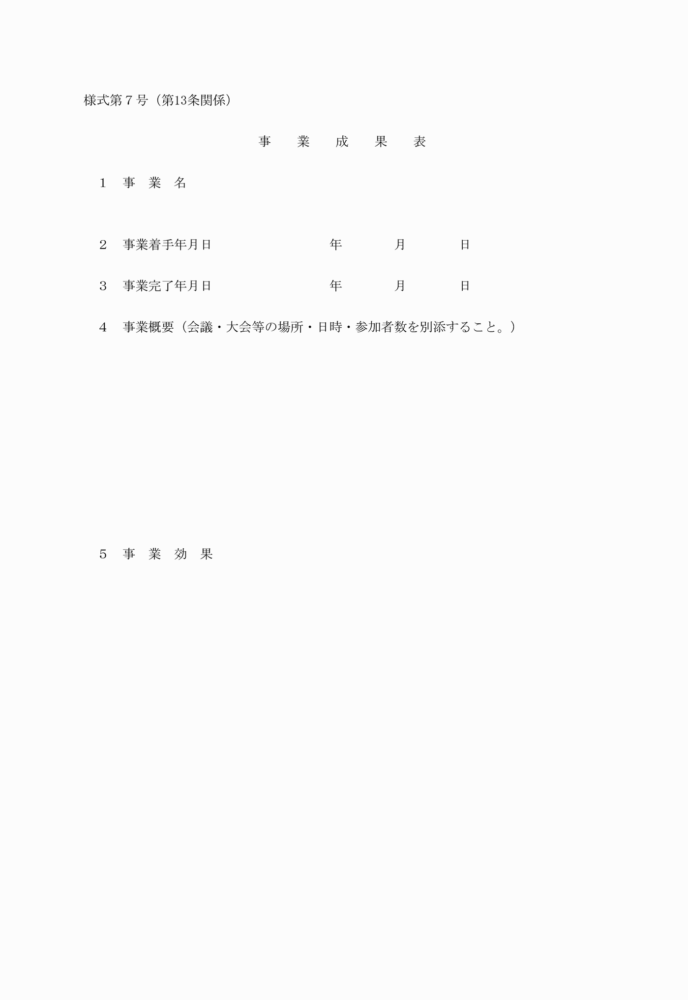 様式第７号（第13条関係）
事　　業　　成　　果　　表
１　事　業　名
２　事業着手年月日　　　　　　　　　年　　　　月　　　　日
３　事業完了年月日　　　　　　　　　年　　　　月　　　　日
４　事業概要（会議・大会等の場所・日時・参加者数を別添すること。）
５　事　業　効　果